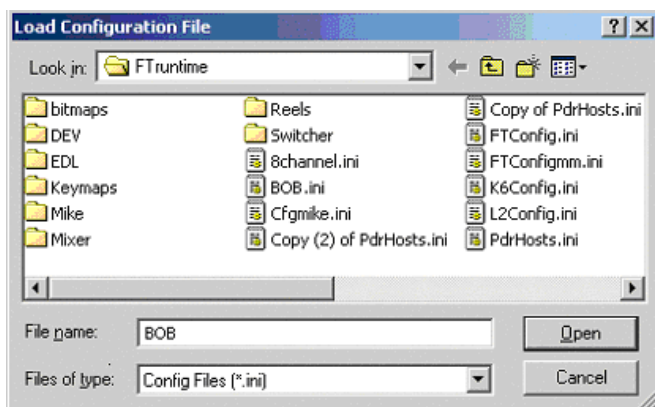 Load Configuration File
Look in: FTruntime
bitmaps Reels Copy of PdrHosts.ini
DEV Switcher FTConfig.ini
EDL 8channel.ini FTConfigmm.ini
Keymaps BOB.ini K6Config.ini
Mike Cfgmike.ini L2Config.ini
Mixer Copy (2) of PdrHosts.ini PdrHosts.ini
File name: BOB Open
Files of type: Config Files (*.ini) Cancel